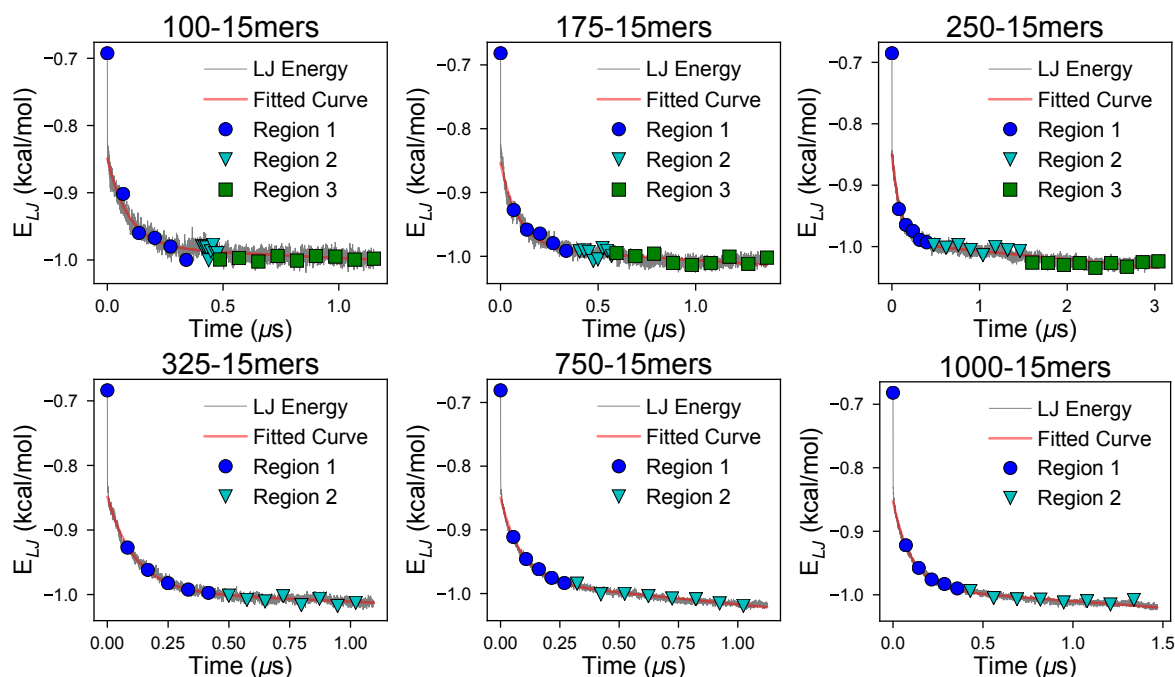 100-15mers
E_LJ (kcal/mol)
−0.7
−0.8
−0.9
−1.0
LJ Energy
Fitted Curve
Region 1
Region 2
Region 3
0.0 0.5 1.0
Time (μs)
175-15mers
E_LJ (kcal/mol)
−0.7
−0.8
−0.9
−1.0
LJ Energy
Fitted Curve
Region 1
Region 2
Region 3
0.0 0.5 1.0
Time (μs)
250-15mers
E_LJ (kcal/mol)
−0.7
−0.8
−0.9
−1.0
LJ Energy
Fitted Curve
Region 1
Region 2
Region 3
0 1 2 3
Time (μs)
325-15mers
E_LJ (kcal/mol)
−0.7
−0.8
−0.9
−1.0
LJ Energy
Fitted Curve
Region 1
Region 2
0.00 0.25 0.50 0.75 1.00
Time (μs)
750-15mers
E_LJ (kcal/mol)
−0.7
−0.8
−0.9
−1.0
LJ Energy
Fitted Curve
Region 1
Region 2
0.00 0.25 0.50 0.75 1.00
Time (μs)
1000-15mers
E_LJ (kcal/mol)
−0.7
−0.8
−0.9
−1.0
LJ Energy
Fitted Curve
Region 1
Region 2
0.0 0.5 1.0 1.5
Time (μs)